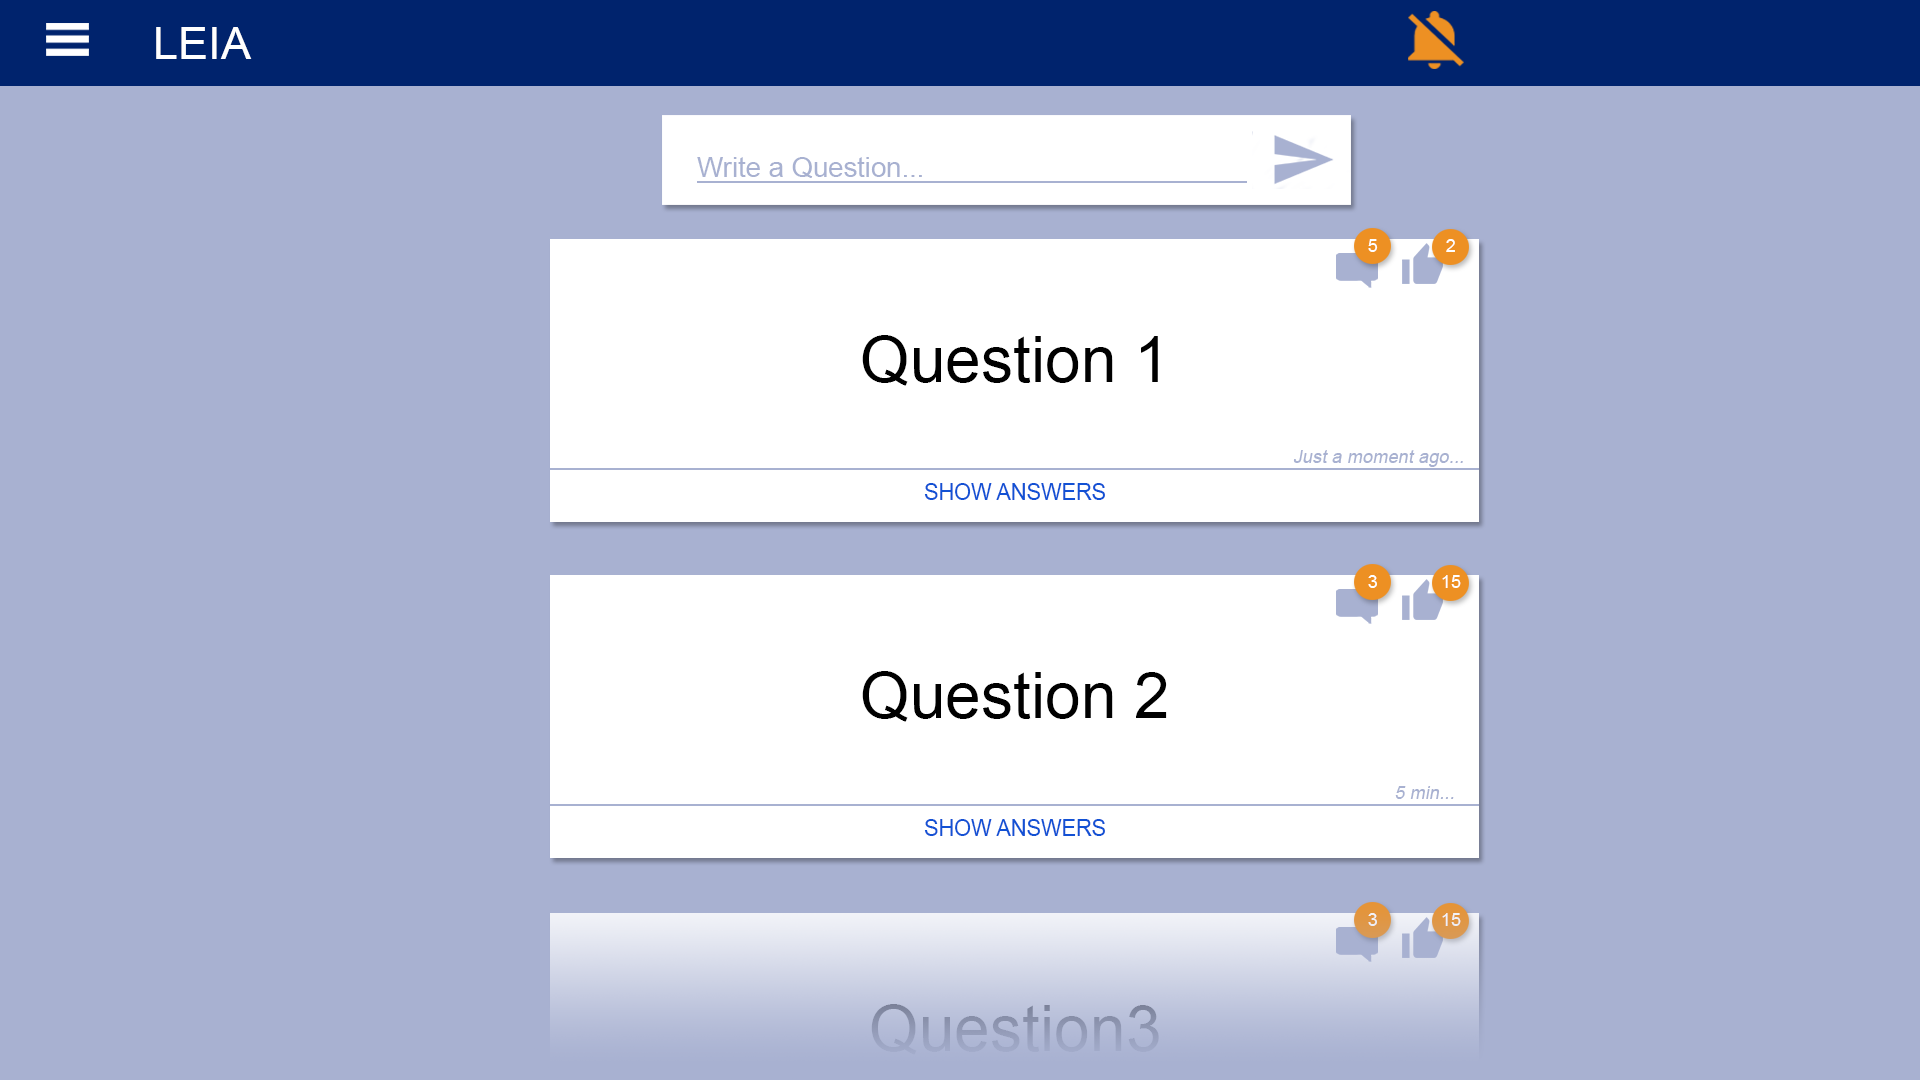 LEIA
Write a Question...
5
2
Question 1
Just a moment ago...
SHOW ANSWERS
3
15
Question 2
5 min...
SHOW ANSWERS
3
15
Question3